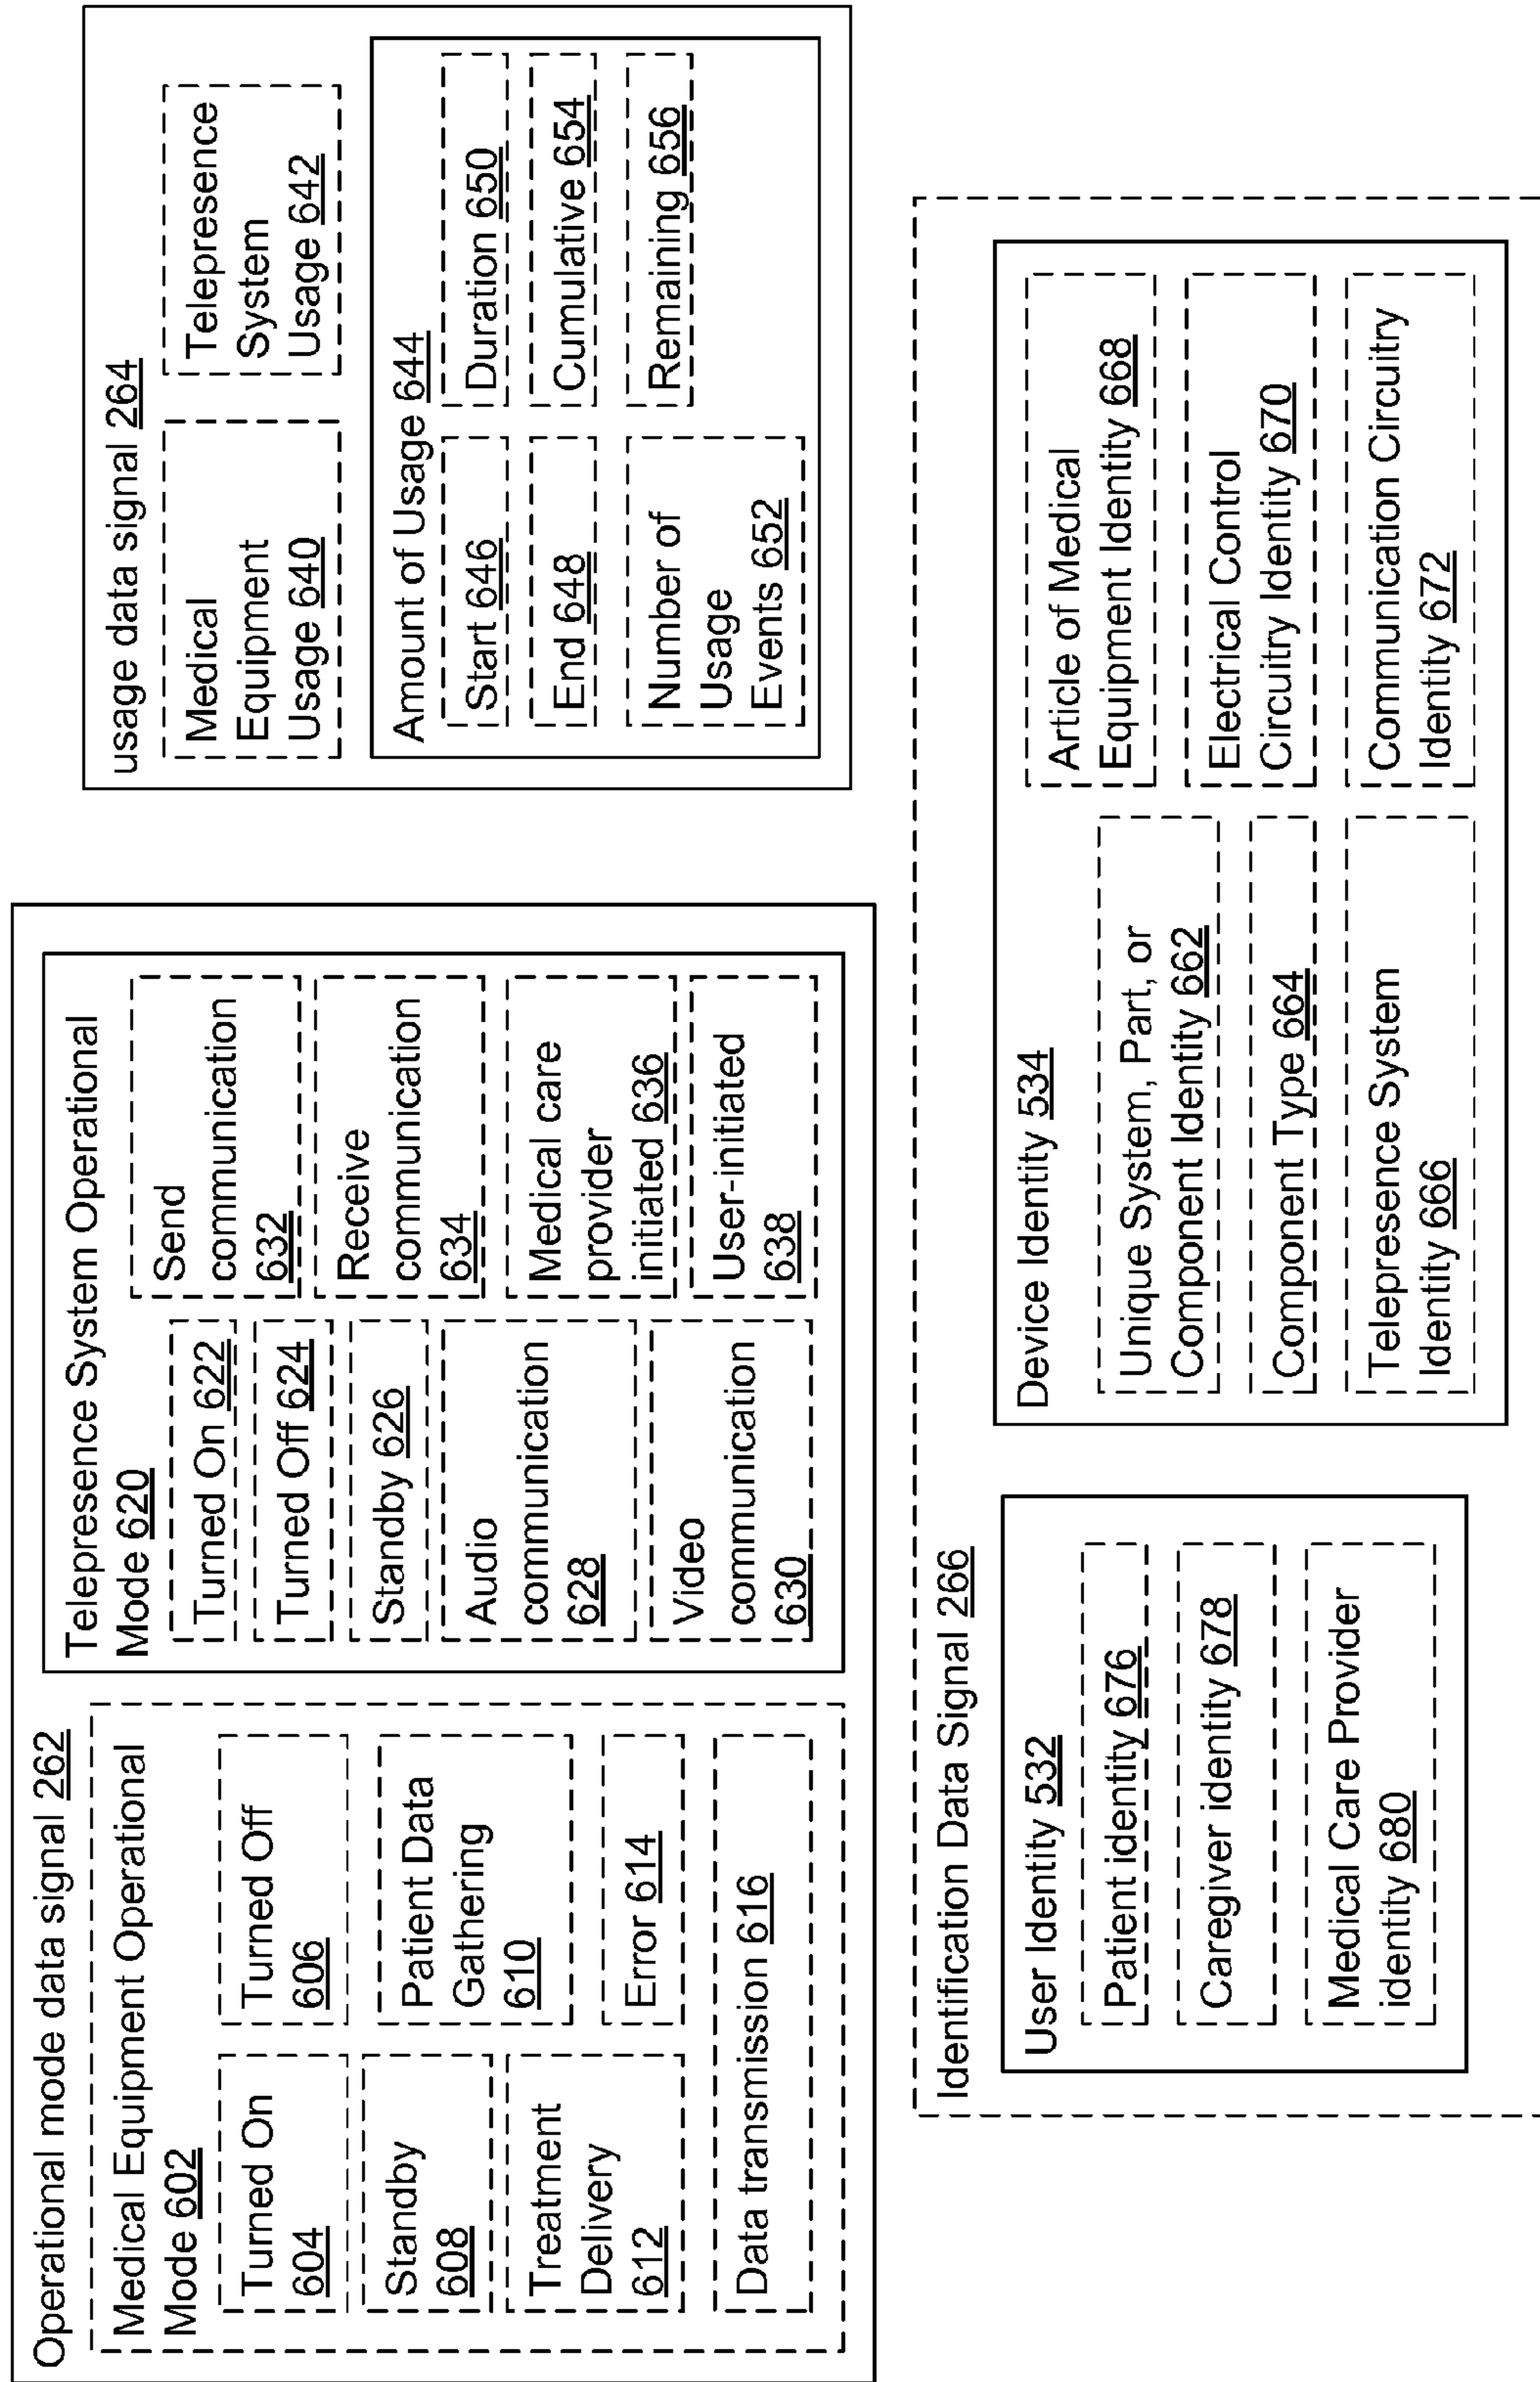 Operational mode data signal 262
Medical Equipment Operational
Mode 602
Turned On
604
Turned Off
606
Standby
608
Patient Data
Gathering
610
Treatment
Delivery
612
Error 614
Data transmission 616
Telepresence System Operational
Mode 620
Turned On 622
Turned Off 624
Standby 626
Audio
communication
628
Video
communication
630
Send
communication
632
Receive
communication
634
Medical care
provider
initiated 636
User-initiated
638
usage data signal 264
Medical
Equipment
Usage 640
Telepresence
System
Usage 642
Amount of Usage 644
Start 646
Duration 650
End 648
Cumulative 654
Number of
Usage
Events 652
Remaining 656
Identification Data Signal 266
User Identity 532
Patient identity 676
Caregiver identity 678
Medical Care Provider
identity 680
Device Identity 534
Unique System, Part, or
Component Identity 662
Component Type 664
Telepresence System
Identity 666
Article of Medical
Equipment Identity 668
Electrical Control
Circuitry Identity 670
Communication Circuitry
Identity 672